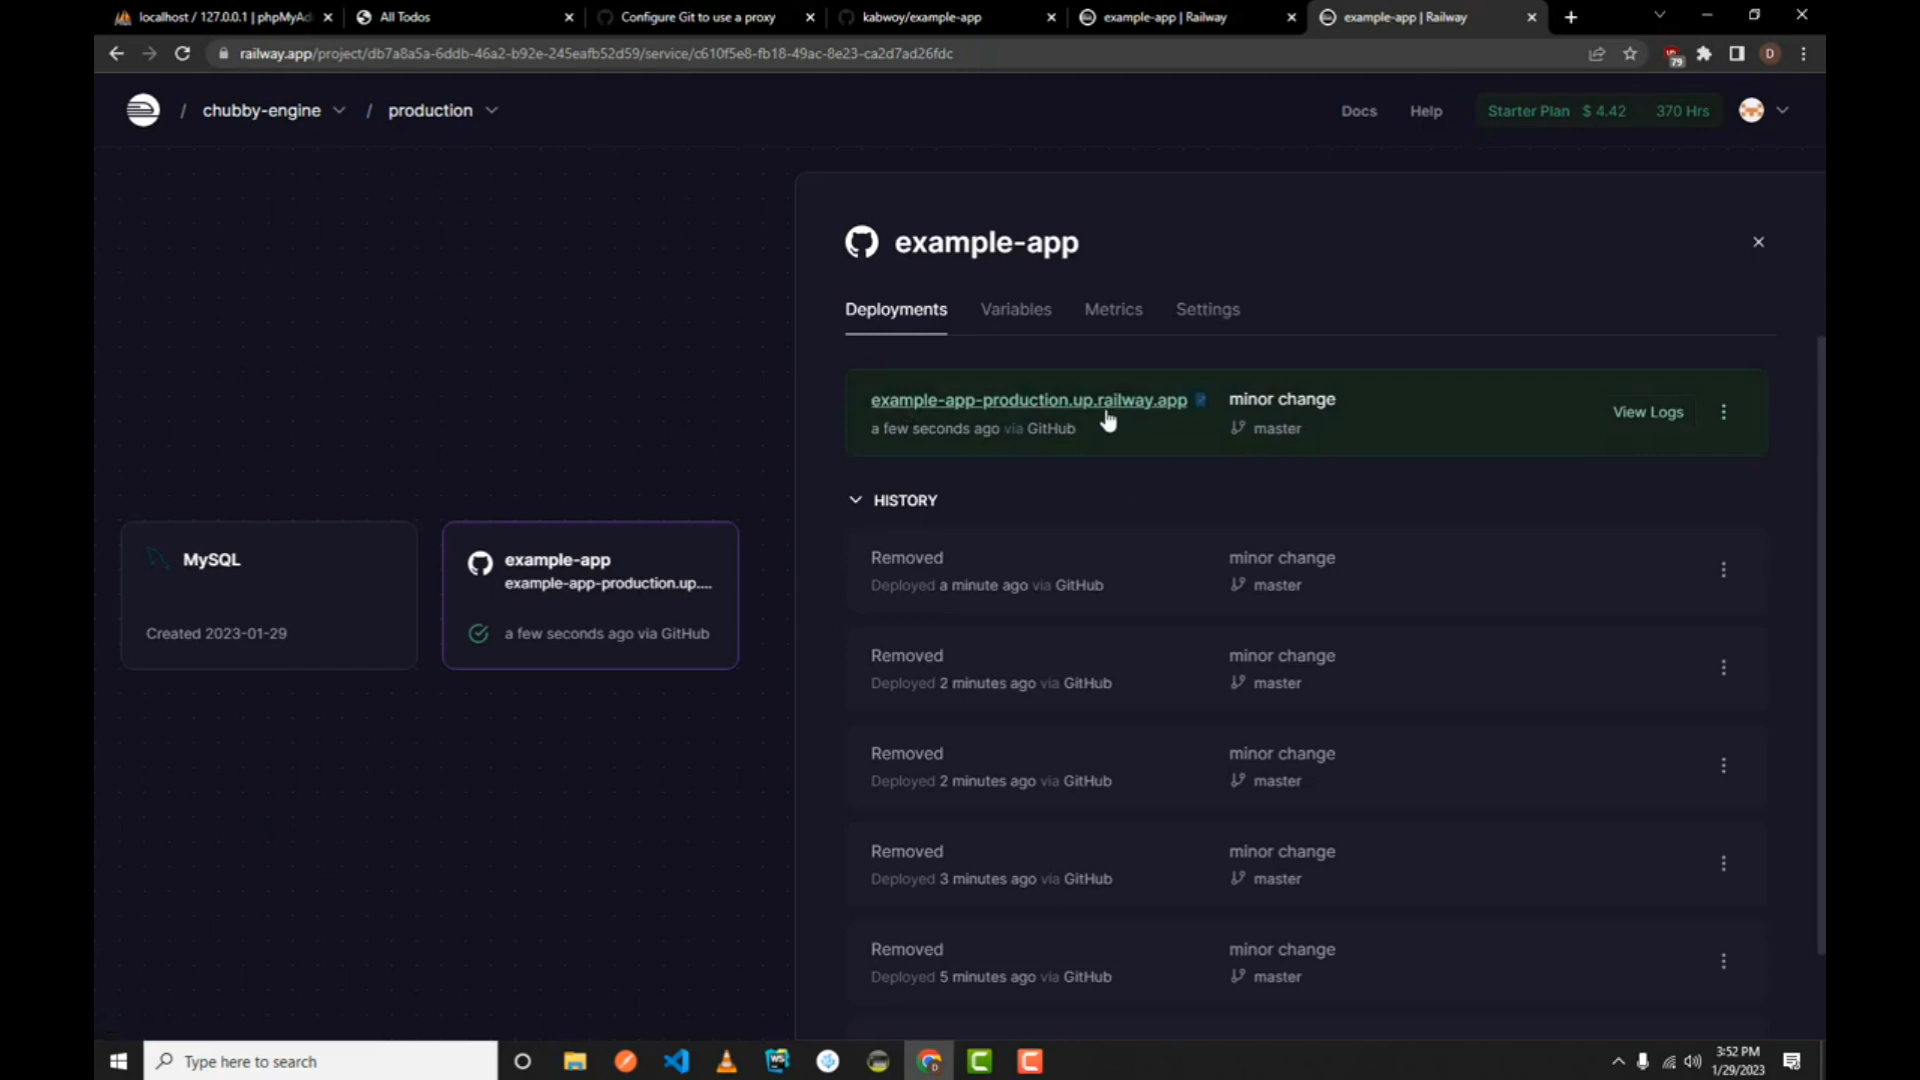 localhost / 127.0.0.1 | phpMyAd
All Todos
Configure Git to use a proxy
kabwoy/example-app
example-app | Railway
example-app | Railway
railway.app/project/db7a8a5a-6ddb-46a2-b92e-245eafb52d59/service/c610f5e8-fb18-49ac-8e23-ca2d7ad26fdc
79
D
/ chubby-engine / production
Docs
Help
Starter Plan $ 4.42 370 Hrs
example-app
Deployments
Variables
Metrics
Settings
example-app-production.up.railway.app
minor change
View Logs
a few seconds ago via GitHub
master
HISTORY
Removed
minor change
Deployed a minute ago via GitHub
master
Removed
minor change
Deployed 2 minutes ago via GitHub
master
Removed
minor change
Deployed 2 minutes ago via GitHub
master
Removed
minor change
Deployed 3 minutes ago via GitHub
master
Removed
minor change
Deployed 5 minutes ago via GitHub
master
MySQL
Created 2023-01-29
example-app
example-app-production.up....
a few seconds ago via GitHub
Type here to search
WS
D
3:52 PM
1/29/2023